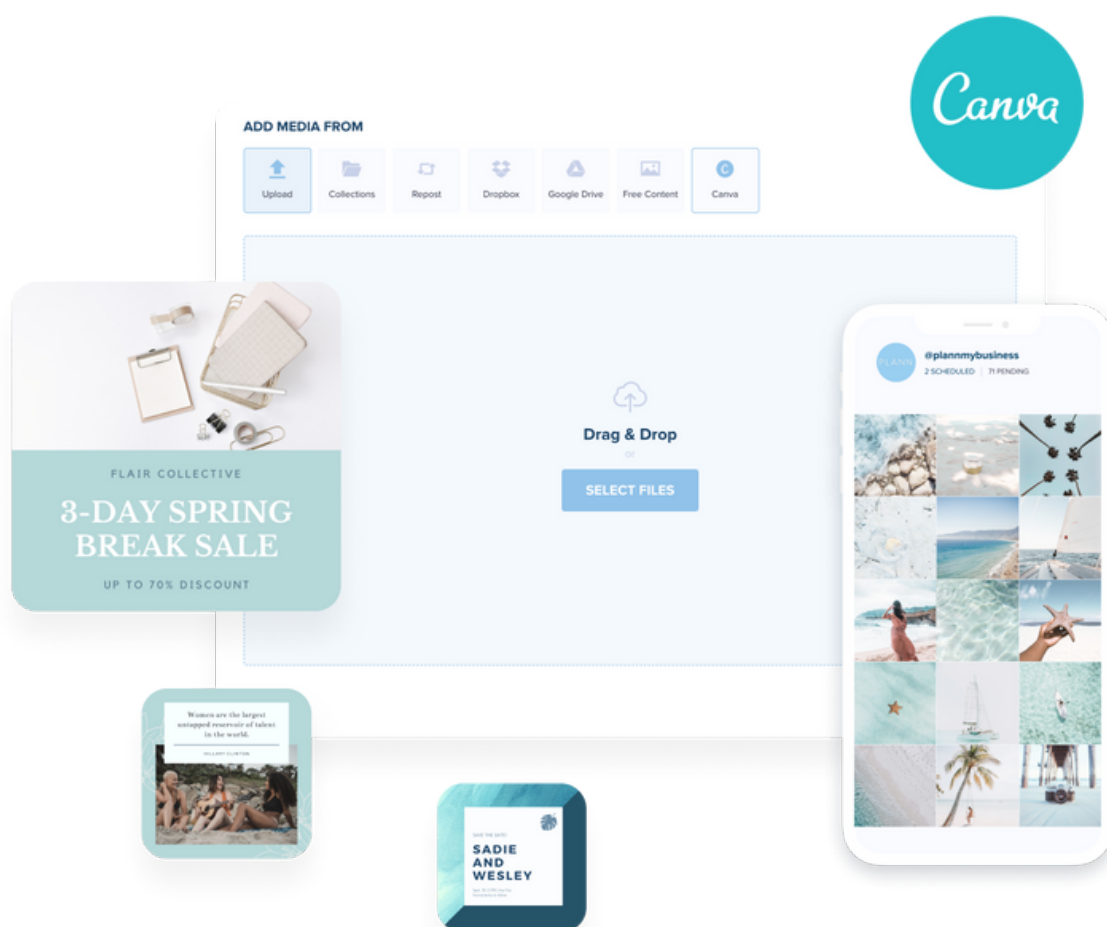 Canva
ADD MEDIA FROM
Upload
Collections
Repost
Dropbox
Google Drive
Free Content
C
Canva
Drag & Drop
or
SELECT FILES
FLAIR COLLECTIVE
3-DAY SPRING
BREAK SALE
UP TO 70% DISCOUNT
PLANN
@plannmybusiness
2 SCHEDULED | 71 PENDING
Women are the largest
untapped reservoir of talent
in the world.
HILLARY CLINTON
SAVE THE DATE!
SADIE
AND
WESLEY